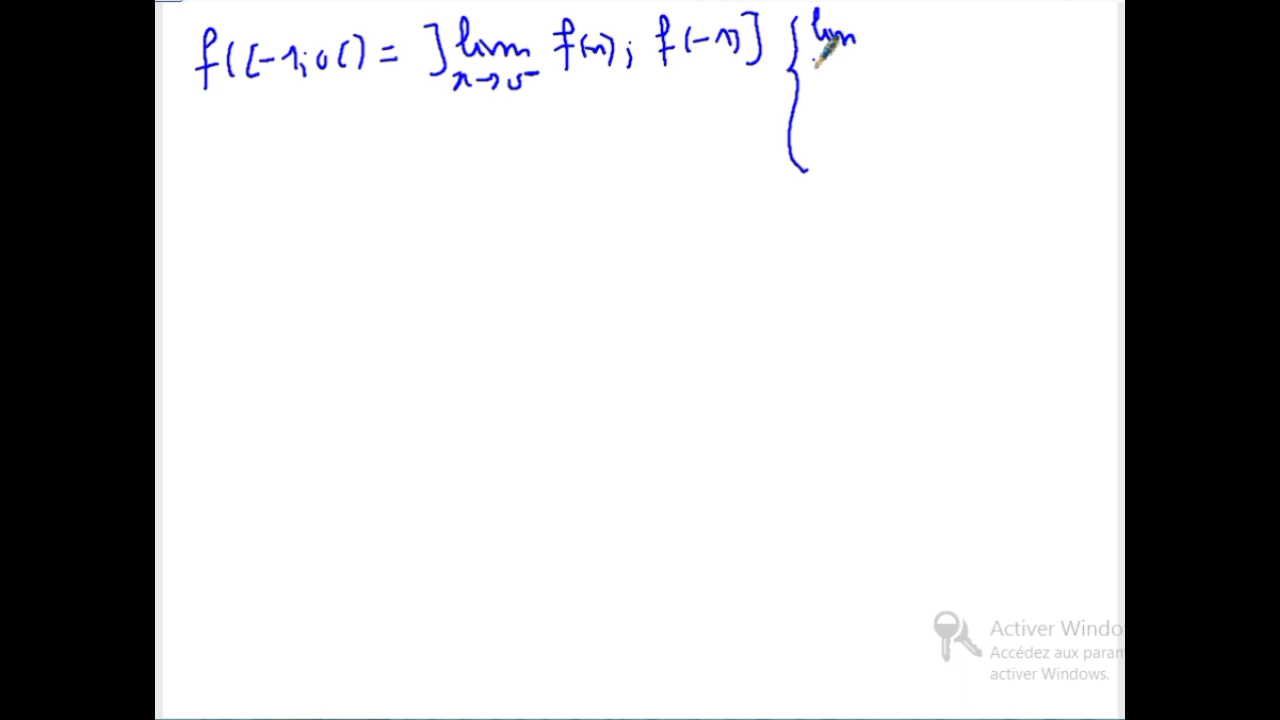 f([-1;0[) = ]lim f(x); f(-1)] { lim
x→0⁻
Activer Windo
Accédez aux param
activer Windows.